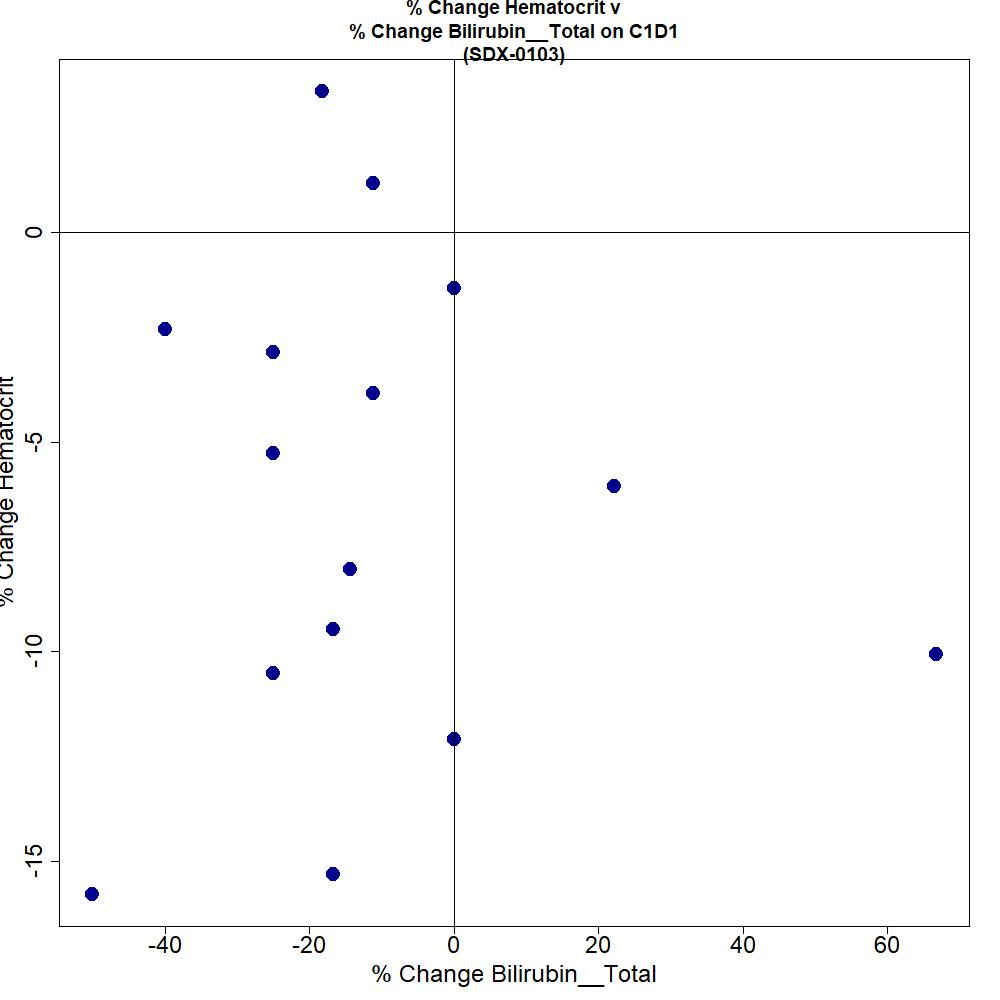 % Change Hematocrit v
% Change Bilirubin__Total on C1D1
(SDX-0103)
% Change Hematocrit
0
-5
-10
-15
-40
-20
0
20
40
60
% Change Bilirubin__Total